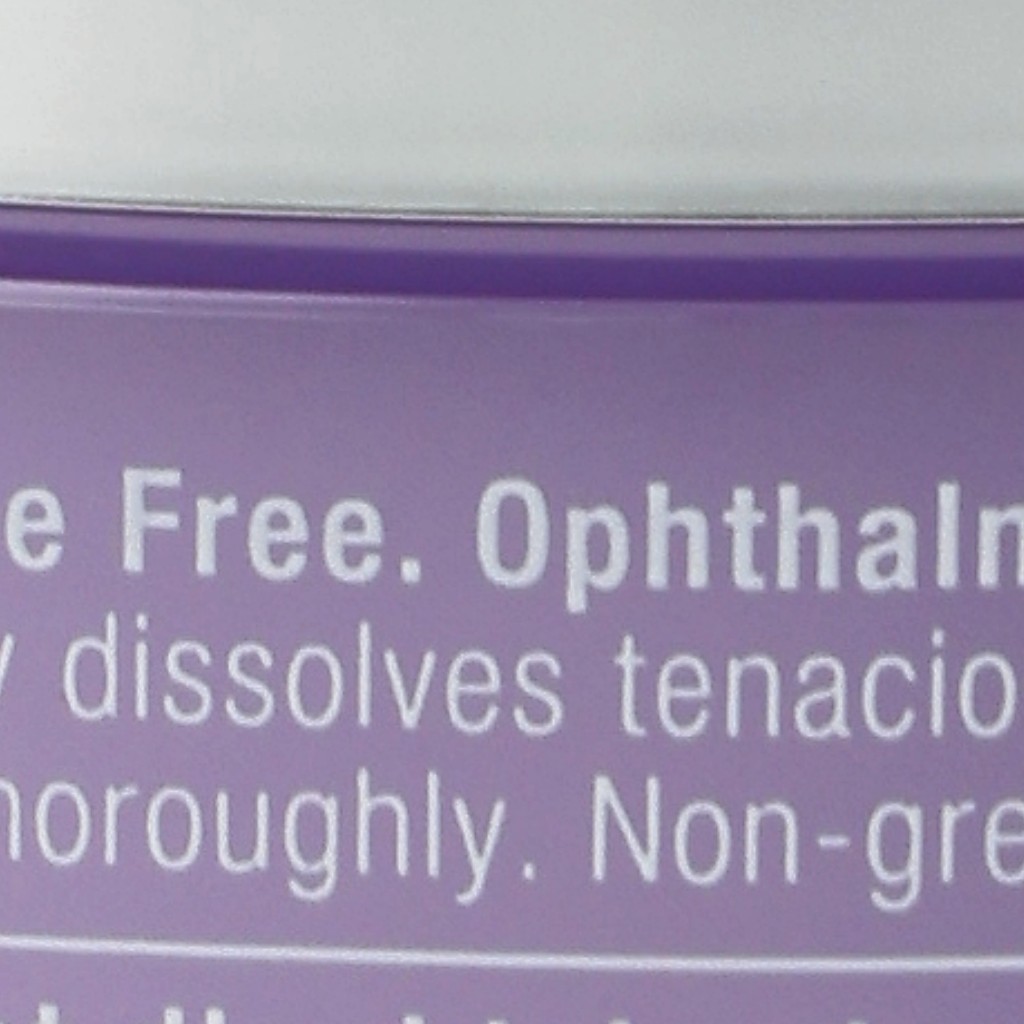 e Free. Ophthalm
y dissolves tenacio
horoughly. Non-gre